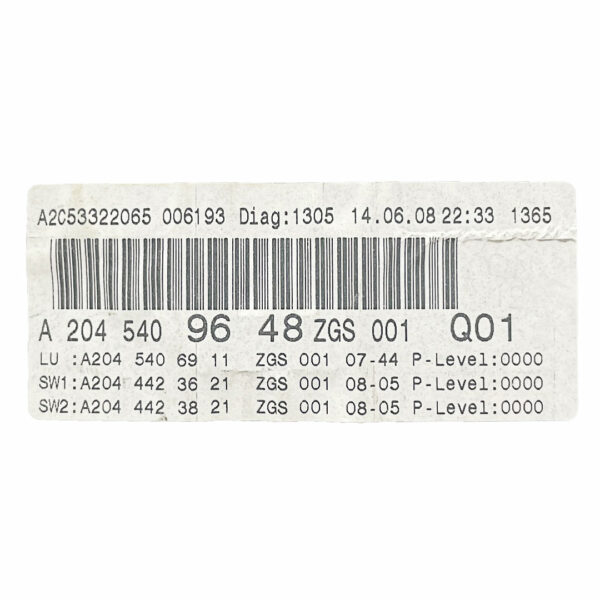 A2C53322065 006193 Diag:1305 14.06.08 22:33 1365
A 204 540 96 48 ZGS 001 Q01
LU :A204 540 69 11 ZGS 001 07-44 P-Level:0000
SW1:A204 442 36 21 ZGS 001 08-05 P-Level:0000
SW2:A204 442 38 21 ZGS 001 08-05 P-Level:0000